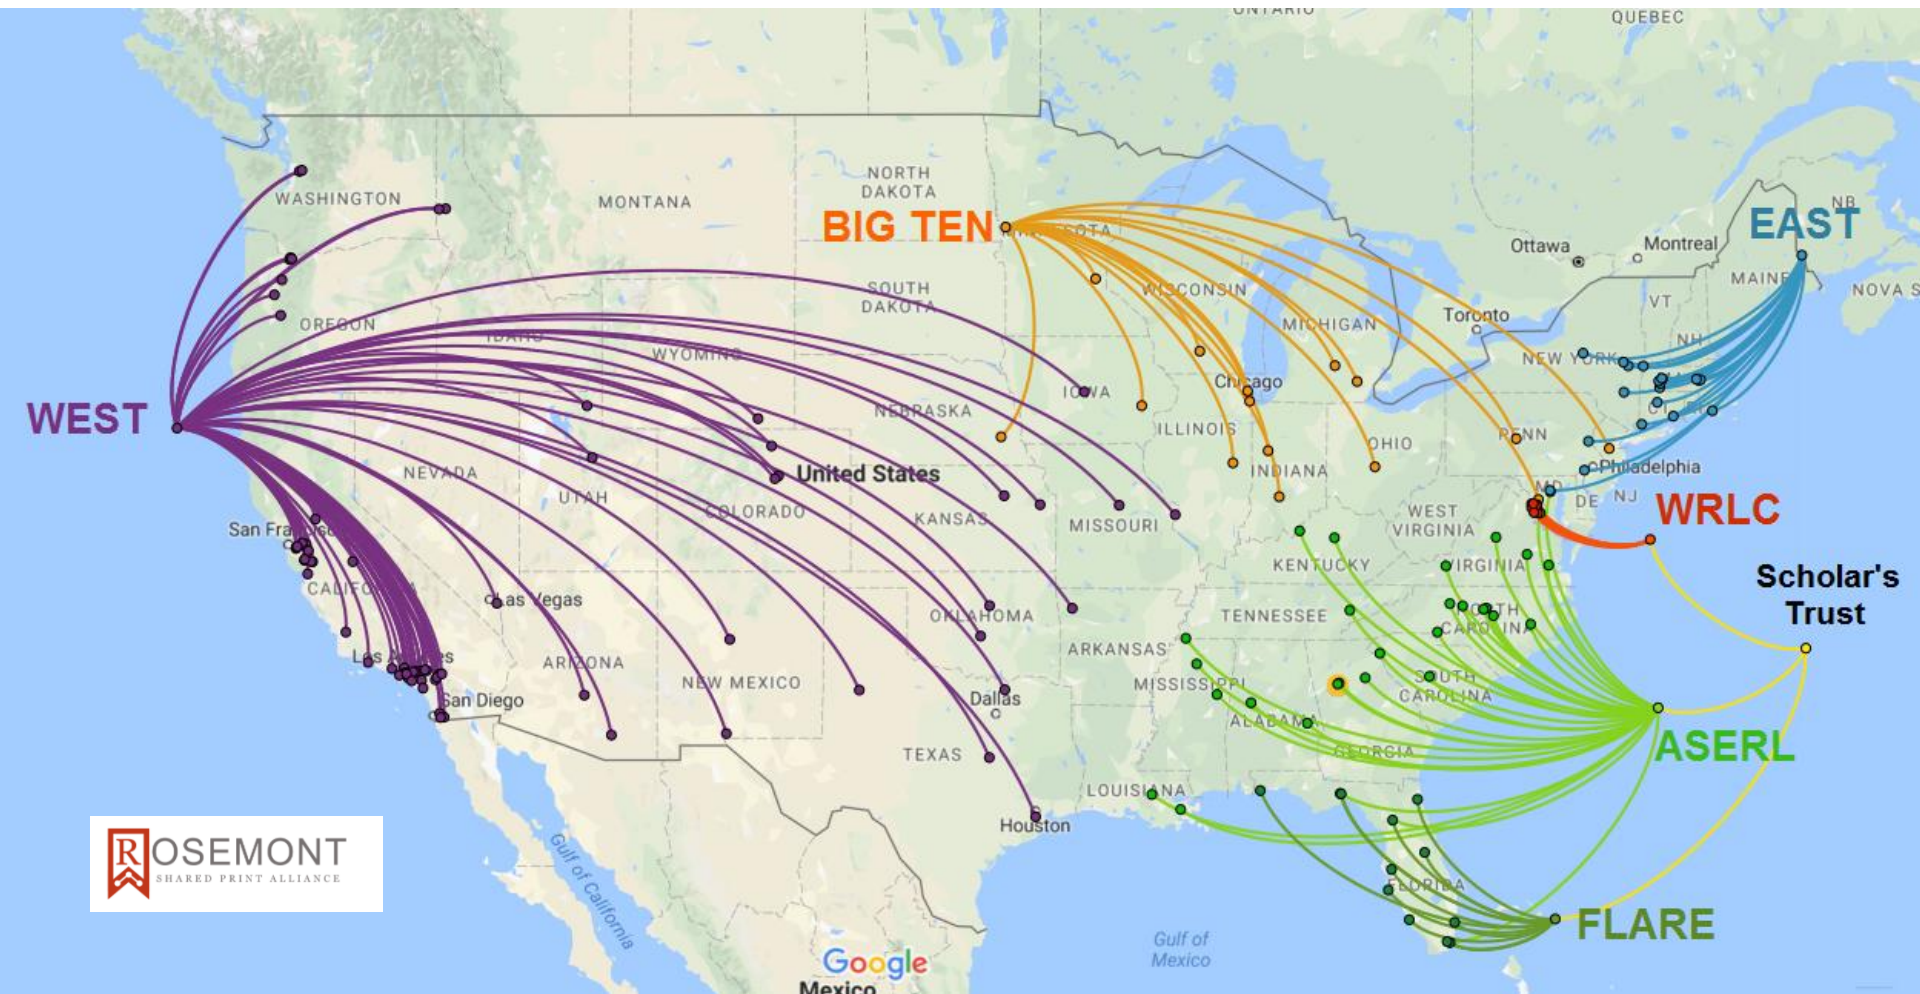 ONTARIO
QUEBEC
WASHINGTON
MONTANA
NORTH
DAKOTA
BIG TEN
MINNESOTA
NB
EAST
Ottawa
Montreal
MAINE
NOVA S
OREGON
IDAHO
WYOMING
SOUTH
DAKOTA
WISCONSIN
MICHIGAN
Toronto
VT
NH
NEW YORK
WEST
NEBRASKA
IOWA
Chicago
ILLINOIS
INDIANA
OHIO
PENN
Philadelphia
NEVADA
UTAH
United States
COLORADO
KANSAS
MISSOURI
WEST
VIRGINIA
MD
DE
NJ
WRLC
San Francisco
CALIFORNIA
Las Vegas
KENTUCKY
VIRGINIA
Scholar's
Trust
OKLAHOMA
TENNESSEE
NORTH
CAROLINA
Los Angeles
ARIZONA
NEW MEXICO
ARKANSAS
MISSISSIPPI
SOUTH
CAROLINA
San Diego
Dallas
ALABAMA
GEORGIA
ASERL
TEXAS
LOUISIANA
Houston
ROSEMONT
SHARED PRINT ALLIANCE
Gulf of California
FLORIDA
FLARE
Gulf of
Mexico
Google
Mexico